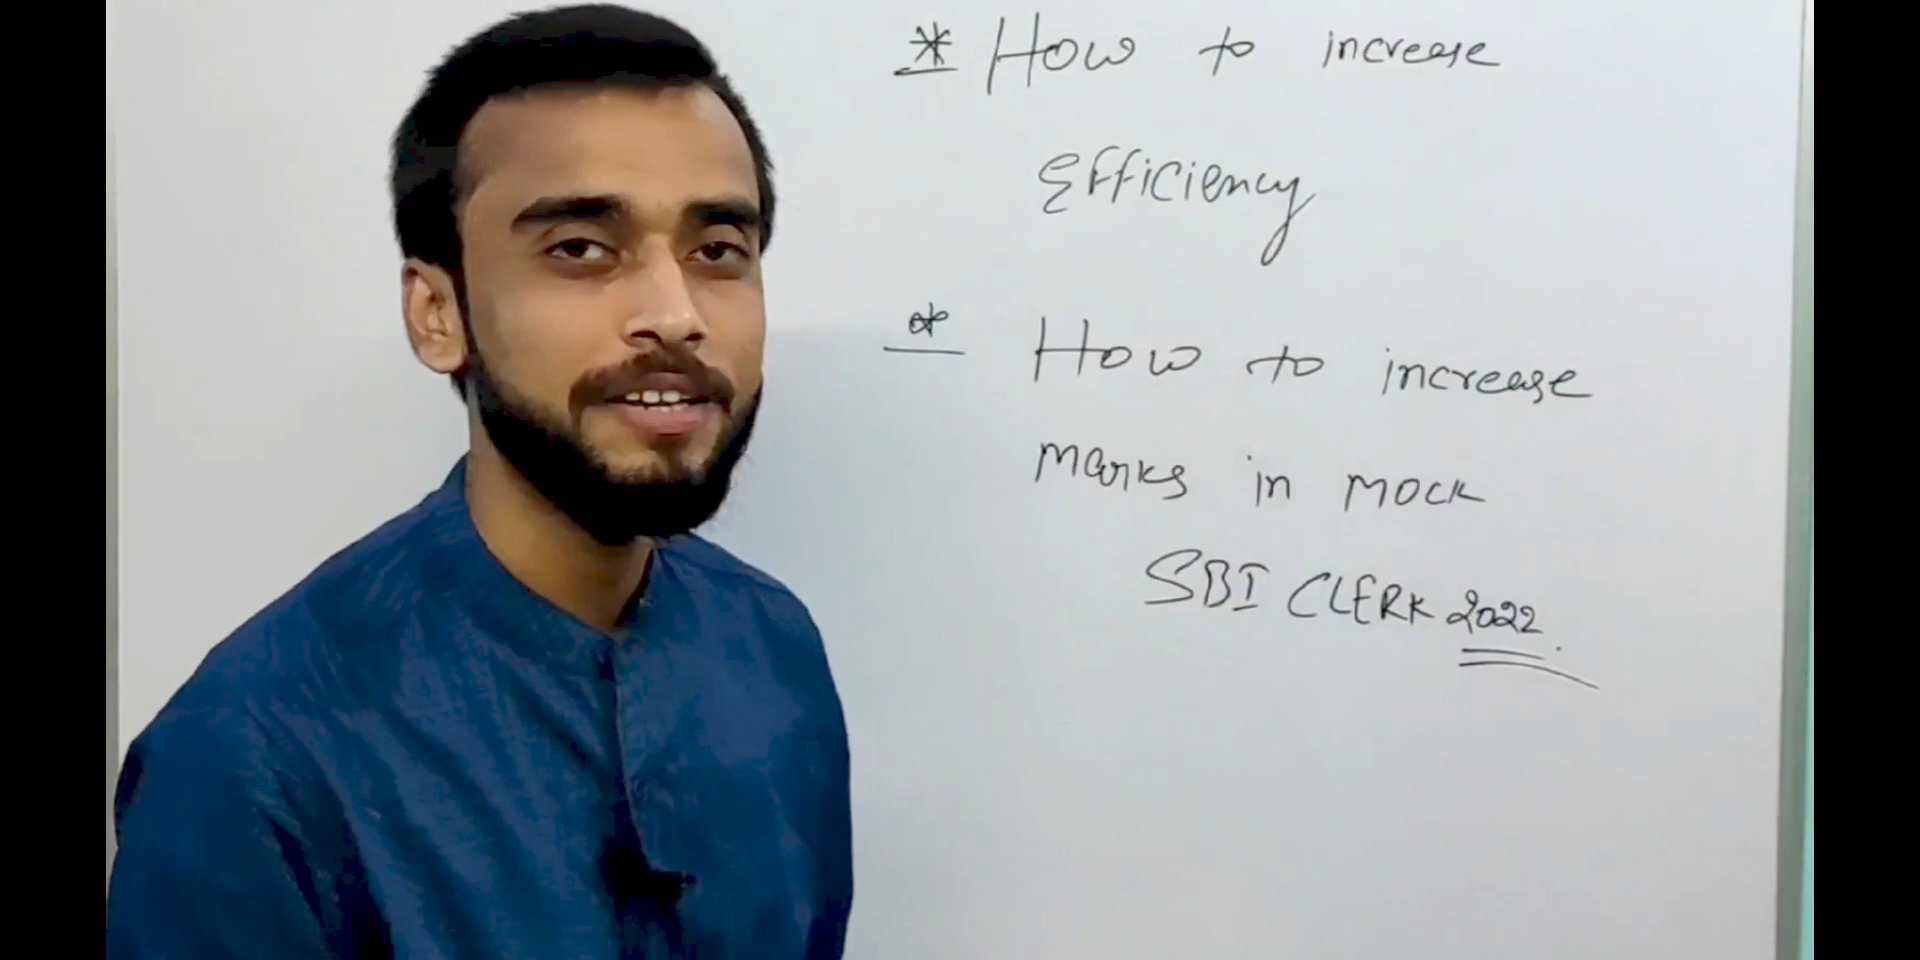 * How to increase
Efficiency
* How to increase
marks in mock
SBI CLERK 2022.